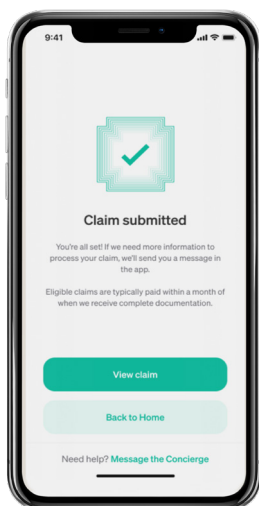 9:41
Claim submitted
You're all set! If we need more information to
process your claim, we'll send you a message in
the app.
Eligible claims are typically paid within a month of
when we receive complete documentation.
View claim
Back to Home
Need help? Message the Concierge